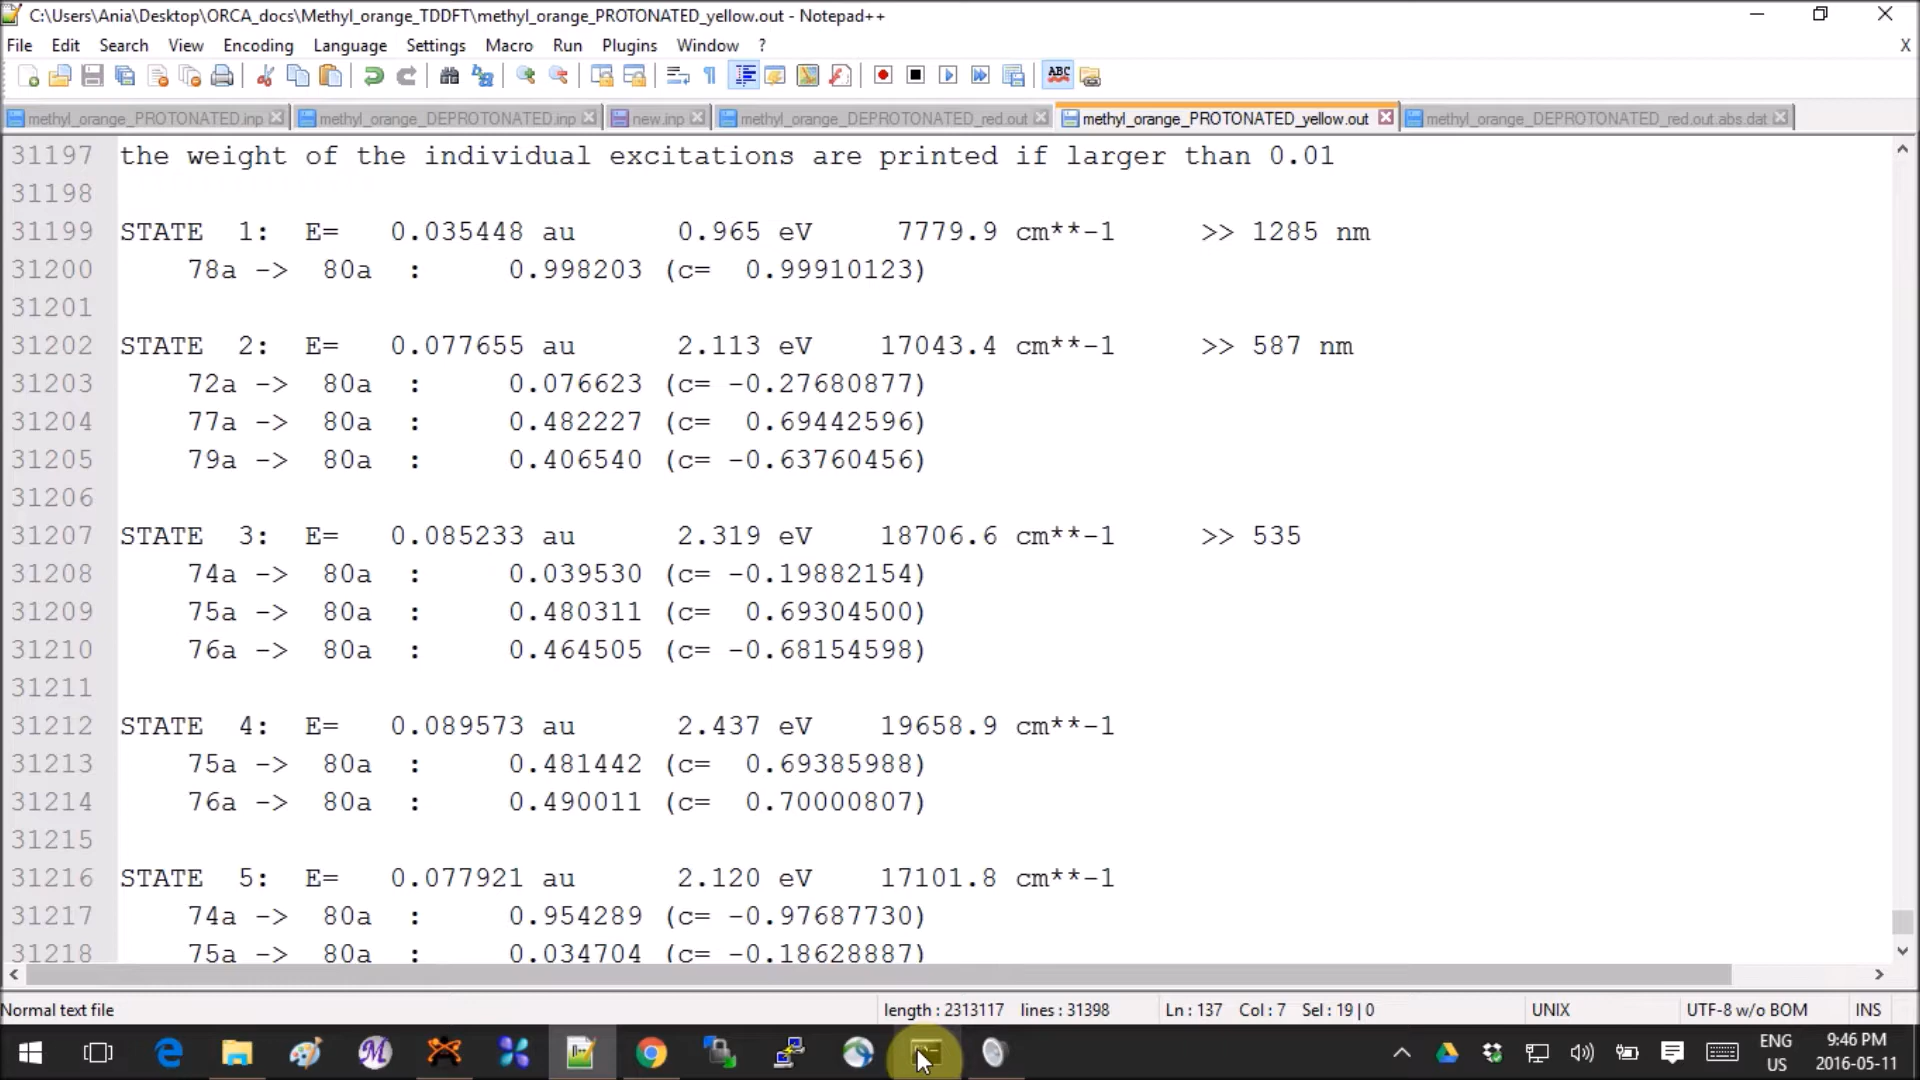 C:\Users\Ania\Desktop\ORCA_docs\Methyl_orange_TDDFT\methyl_orange_PROTONATED_yellow.out - Notepad++
File Edit Search View Encoding Language Settings Macro Run Plugins Window ? X
ABC
methyl_orange_PROTONATED.inp methyl_orange_DEPROTONATED.inp new.inp methyl_orange_DEPROTONATED_red.out methyl_orange_PROTONATED_yellow.out methyl_orange_DEPROTONATED_red.out.abs.dat
31197 the weight of the individual excitations are printed if larger than 0.01
31198
31199 STATE 1: E= 0.035448 au 0.965 eV 7779.9 cm**-1 >> 1285 nm
31200 78a -> 80a : 0.998203 (c= 0.99910123)
31201
31202 STATE 2: E= 0.077655 au 2.113 eV 17043.4 cm**-1 >> 587 nm
31203 72a -> 80a : 0.076623 (c= -0.27680877)
31204 77a -> 80a : 0.482227 (c= 0.69442596)
31205 79a -> 80a : 0.406540 (c= -0.63760456)
31206
31207 STATE 3: E= 0.085233 au 2.319 eV 18706.6 cm**-1 >> 535
31208 74a -> 80a : 0.039530 (c= -0.19882154)
31209 75a -> 80a : 0.480311 (c= 0.69304500)
31210 76a -> 80a : 0.464505 (c= -0.68154598)
31211
31212 STATE 4: E= 0.089573 au 2.437 eV 19658.9 cm**-1
31213 75a -> 80a : 0.481442 (c= 0.69385988)
31214 76a -> 80a : 0.490011 (c= 0.70000807)
31215
31216 STATE 5: E= 0.077921 au 2.120 eV 17101.8 cm**-1
31217 74a -> 80a : 0.954289 (c= -0.97687730)
31218 75a -> 80a : 0.034704 (c= -0.18628887)
Normal text file length : 2313117 lines : 31398 Ln : 137 Col : 7 Sel : 19 | 0 UNIX UTF-8 w/o BOM INS
ENG 9:46 PM
US 2016-05-11